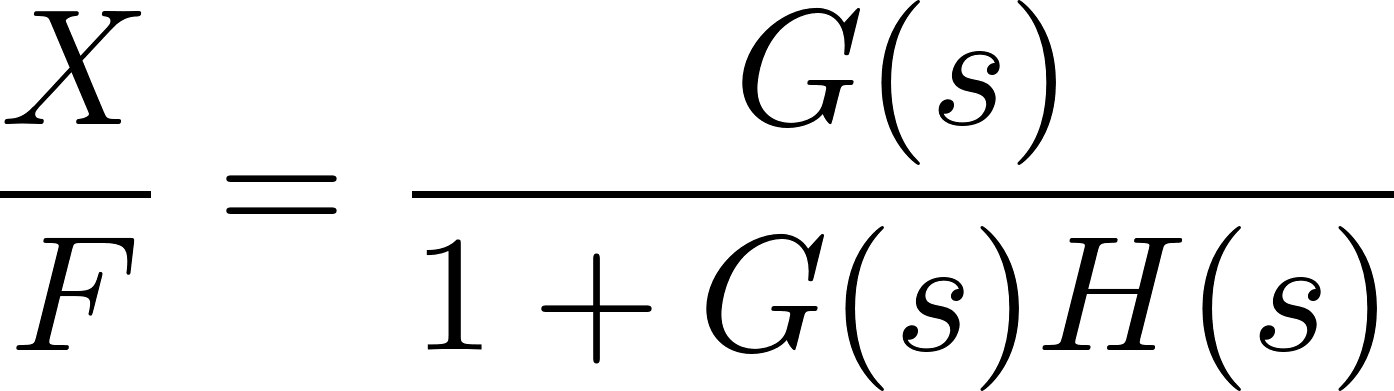 X/F = G(s)/(1 + G(s)H(s))